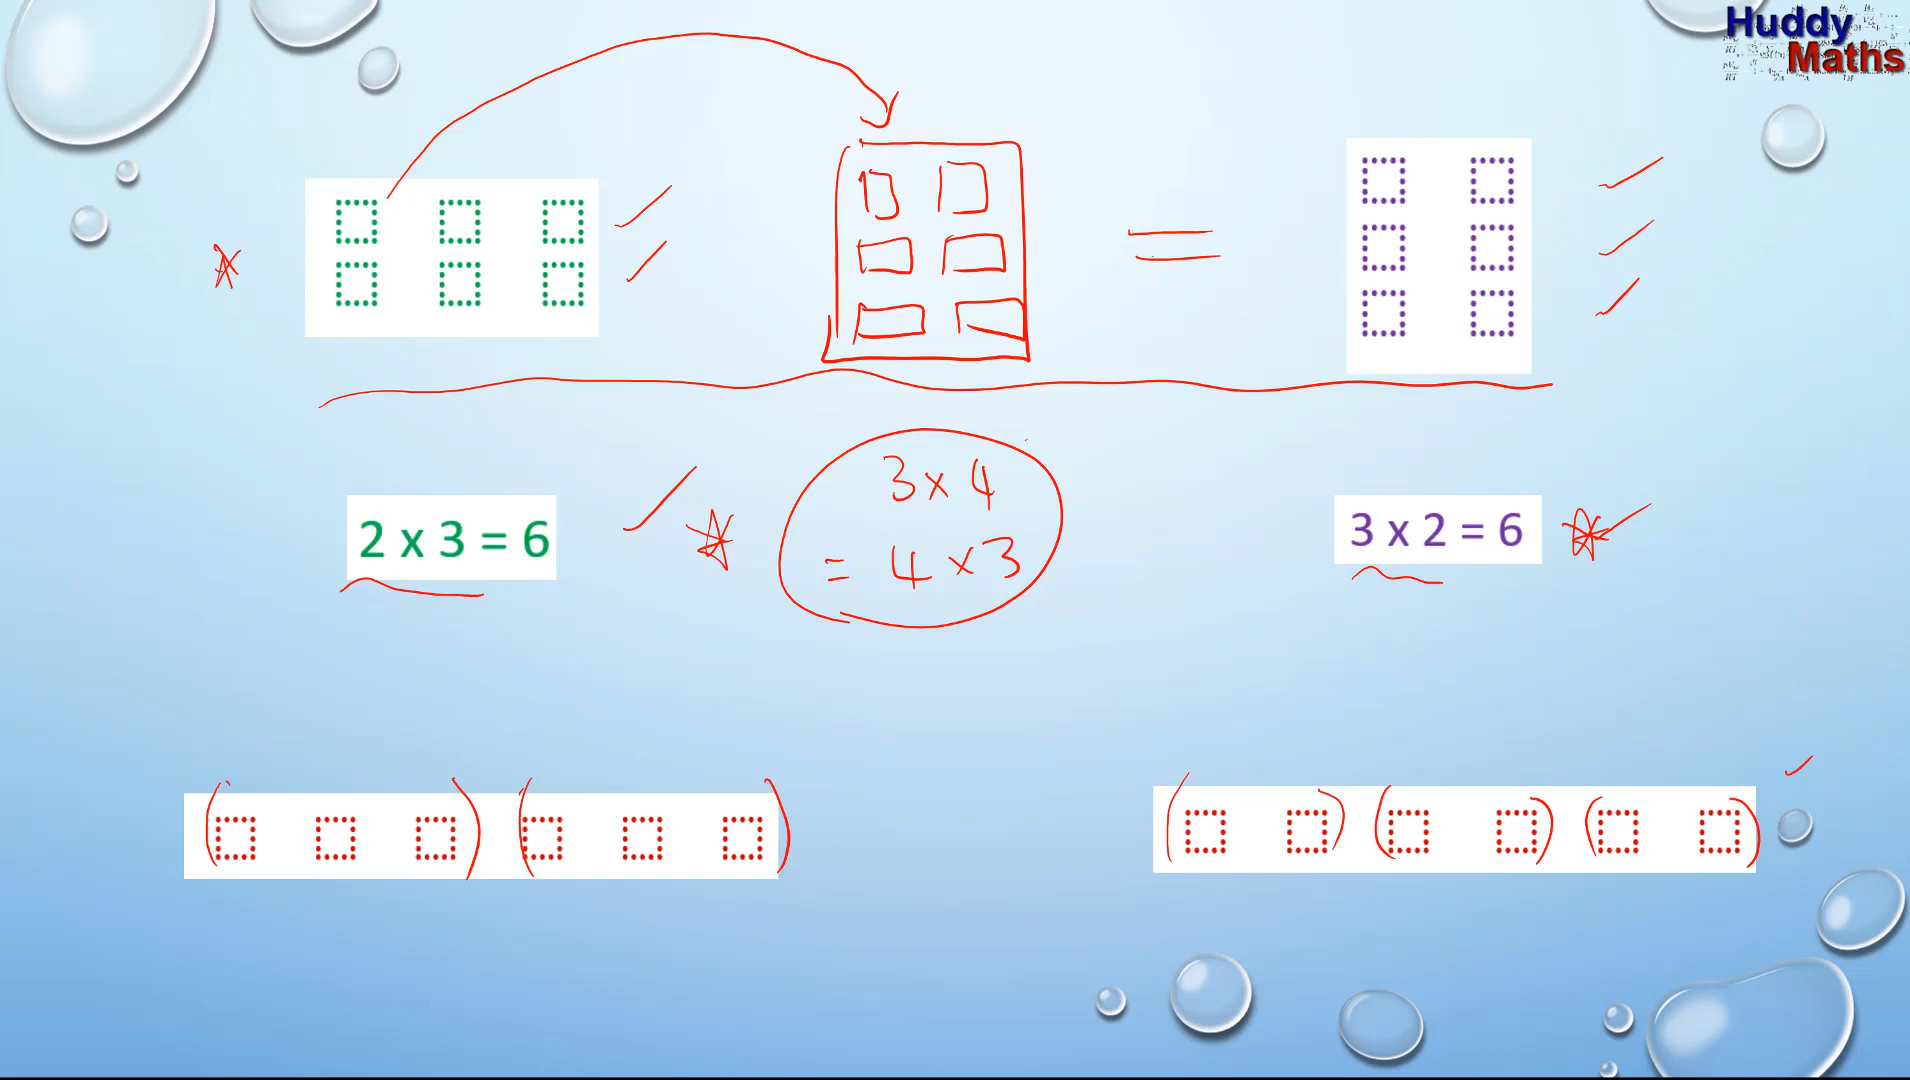 Huddy
Maths
3 x 4
= 4 x 3
2 x 3 = 6
3 x 2 = 6